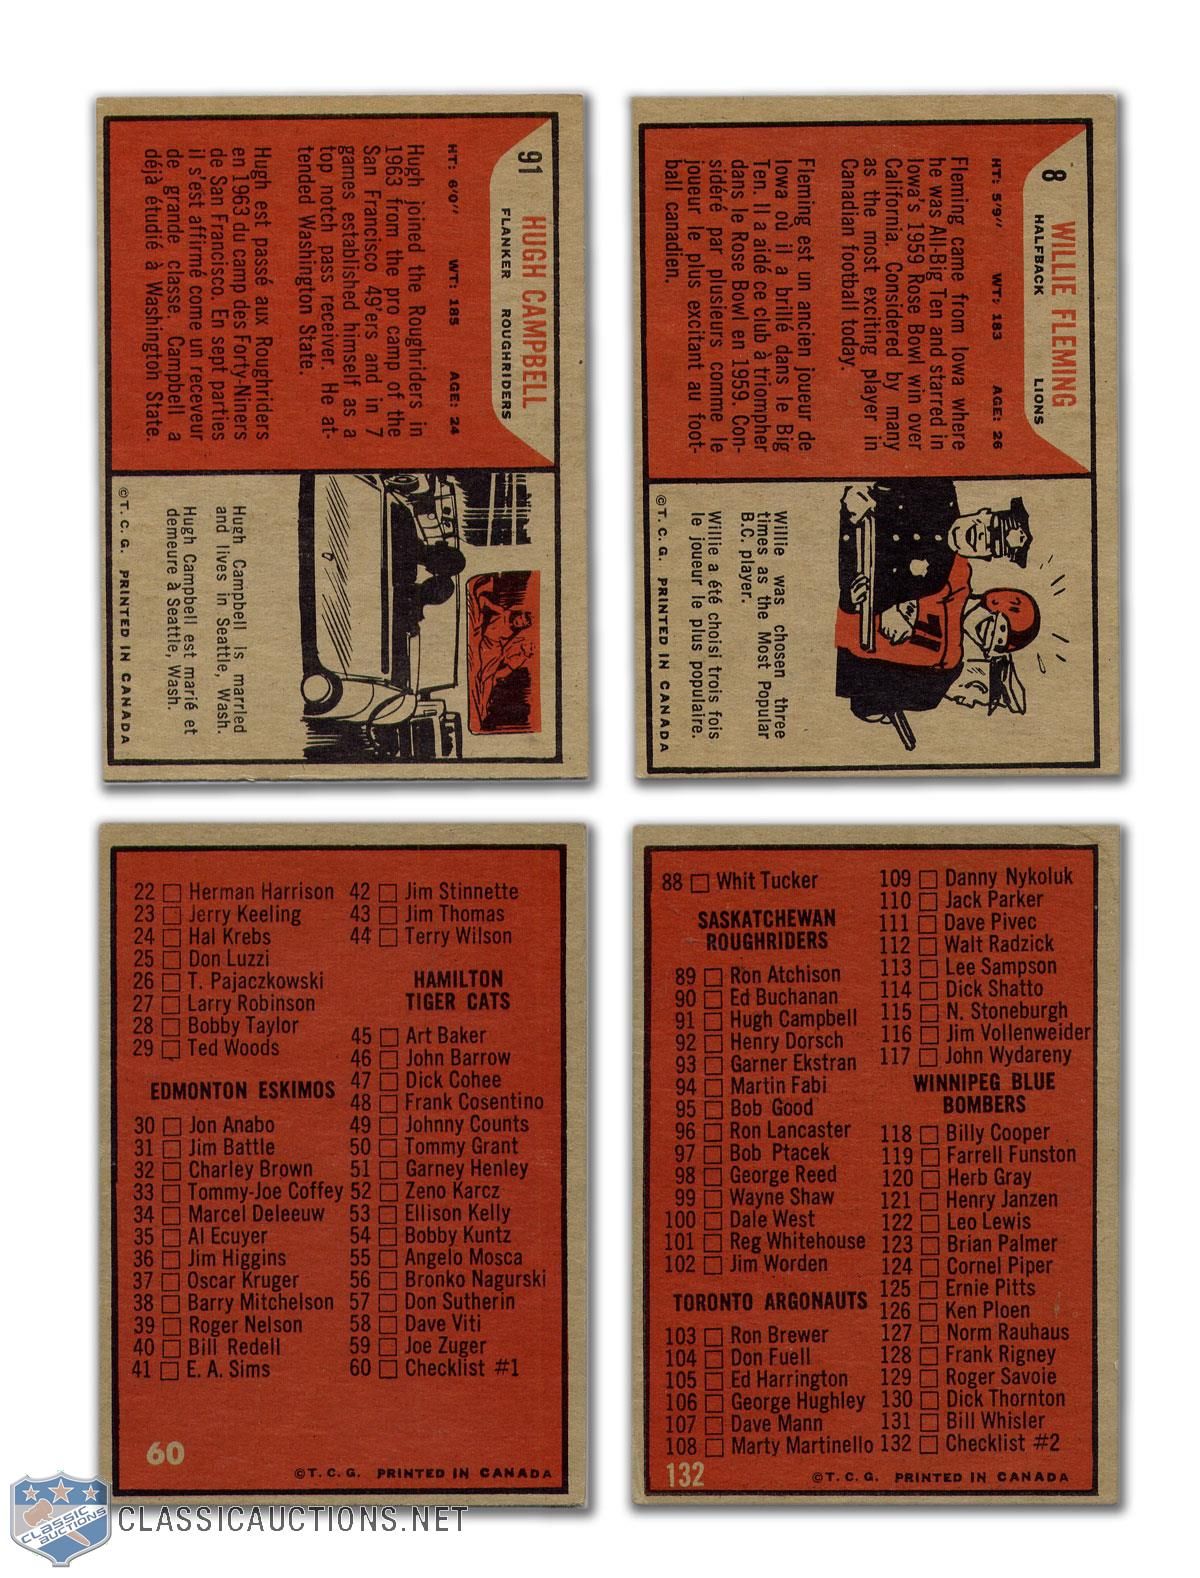 91 HUGH CAMPBELL
FLANKER ROUGHRIDERS
HT: 6'0" WT: 185 AGE: 24
Hugh joined the Roughriders in
1963 from the pro camp of the
San Francisco 49'ers and in 7
games established himself as a
top notch pass receiver. He at-
tended Washington State.
Hugh est passé aux Roughriders
en 1963 du camp des Forty-Niners
de San Francisco. En sept parties
il s'est affirmé come un receveur
de grande classe. Campbell a
déjà étudié à Washington State.
Hugh Campbell is married
and lives in Seattle, Wash.
Hugh Campbell est marié et
demeure à Seattle, Wash.
©T. C. G. PRINTED IN CANADA
8 WILLIE FLEMING
HALFBACK LIONS
HT: 5'9" WT: 183 AGE: 26
Fleming came from Iowa where
he was All-Big Ten and starred in
Iowa's 1959 Rose Bowl win over
California. Considered by many
as the most exciting player in
Canadian football today.
Fleming est un ancien joueur de
Iowa où il a brillé dans le Big
Ten. Il a aidé ce club à triompher
dans le Rose Bowl en 1959. Con-
sidéré par plusieurs comme le
joueur le plus excitant au foot-
ball canadien.
Willie was chosen three
times as the Most Popular
B.C. player.
Willie a été choisi trois fois
le joueur le plus populaire.
©T. C. G. PRINTED IN CANADA
22 Herman Harrison
23 Jerry Keeling
24 Hal Krebs
25 Don Luzzi
26 T. Pajaczkowski
27 Larry Robinson
28 Bobby Taylor
29 Ted Woods
EDMONTON ESKIMOS
30 Jon Anabo
31 Jim Battle
32 Charley Brown
33 Tommy-Joe Coffey
34 Marcel Deleeuw
35 Al Ecuyer
36 Jim Higgins
37 Oscar Kruger
38 Barry Mitchelson
39 Roger Nelson
40 Bill Redell
41 E. A. Sims
42 Jim Stinnette
43 Jim Thomas
44 Terry Wilson
HAMILTON
TIGER CATS
45 Art Baker
46 John Barrow
47 Dick Cohee
48 Frank Cosentino
49 Johnny Counts
50 Tommy Grant
51 Garney Henley
52 Zeno Karcz
53 Ellison Kelly
54 Bobby Kuntz
55 Angelo Mosca
56 Bronko Nagurski
57 Don Sutherin
58 Dave Viti
59 Joe Zuger
60 Checklist #1
60
©T. C. G. PRINTED IN CANADA
88 Whit Tucker
SASKATCHEWAN
ROUGHRIDERS
89 Ron Atchison
90 Ed Buchanan
91 Hugh Campbell
92 Henry Dorsch
93 Garner Ekstran
94 Martin Fabi
95 Bob Good
96 Ron Lancaster
97 Bob Ptacek
98 George Reed
99 Wayne Shaw
100 Dale West
101 Reg Whitehouse
102 Jim Worden
TORONTO ARGONAUTS
103 Ron Brewer
104 Don Fuell
105 Ed Harrington
106 George Hughley
107 Dave Mann
108 Marty Martinello
109 Danny Nykoluk
110 Jack Parker
111 Dave Pivec
112 Walt Radzick
113 Lee Sampson
114 Dick Shatto
115 N. Stoneburgh
116 Jim Vollenweider
117 John Wydareny
WINNIPEG BLUE
BOMBERS
118 Billy Cooper
119 Farrell Funston
120 Herb Gray
121 Henry Janzen
122 Leo Lewis
123 Brian Palmer
124 Cornel Piper
125 Ernie Pitts
126 Ken Ploen
127 Norm Rauhaus
128 Frank Rigney
129 Roger Savoie
130 Dick Thornton
131 Bill Whisler
132 Checklist #2
132
©T. C. G. PRINTED IN CANADA
CLASSIC
AUCTIONS
CLASSICAUCTIONS.NET